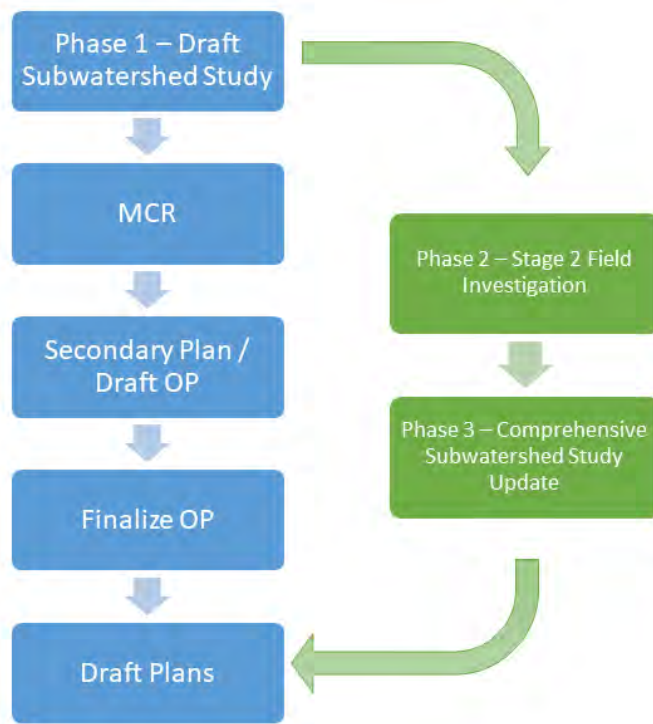 Phase 1 – Draft
Subwatershed Study
MCR
Secondary Plan /
Draft OP
Finalize OP
Draft Plans
Phase 2 – Stage 2 Field
Investigation
Phase 3 – Comprehensive
Subwatershed Study
Update